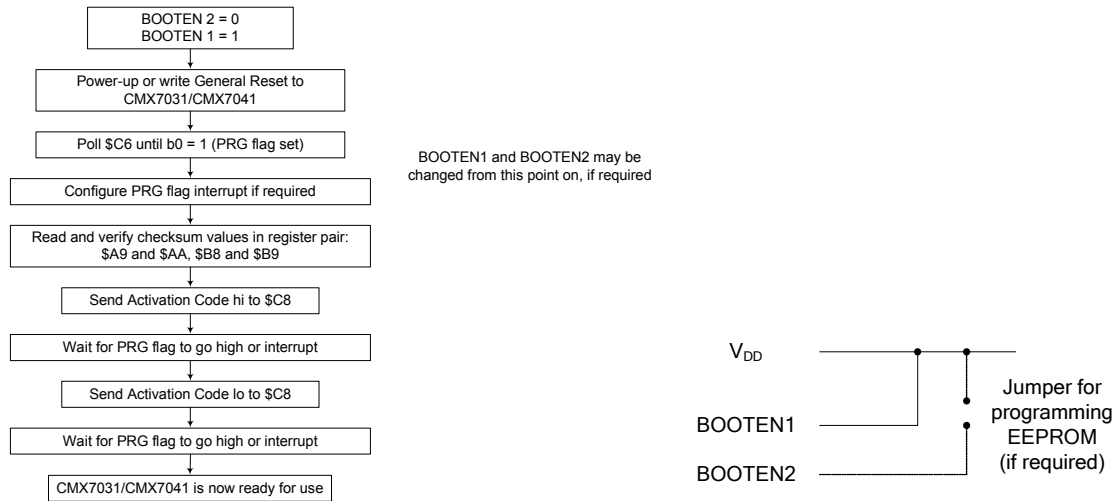 BOOTEN 2 = 0
BOOTEN 1 = 1
Power-up or write General Reset to
CMX7031/CMX7041
Poll $C6 until b0 = 1 (PRG flag set)
BOOTEN1 and BOOTEN2 may be
changed from this point on, if required
Configure PRG flag interrupt if required
Read and verify checksum values in register pair:
$A9 and $AA, $B8 and $B9
Send Activation Code hi to $C8
Wait for PRG flag to go high or interrupt
Send Activation Code lo to $C8
Wait for PRG flag to go high or interrupt
CMX7031/CMX7041 is now ready for use
VDD
BOOTEN1
BOOTEN2
Jumper for
programming
EEPROM
(if required)